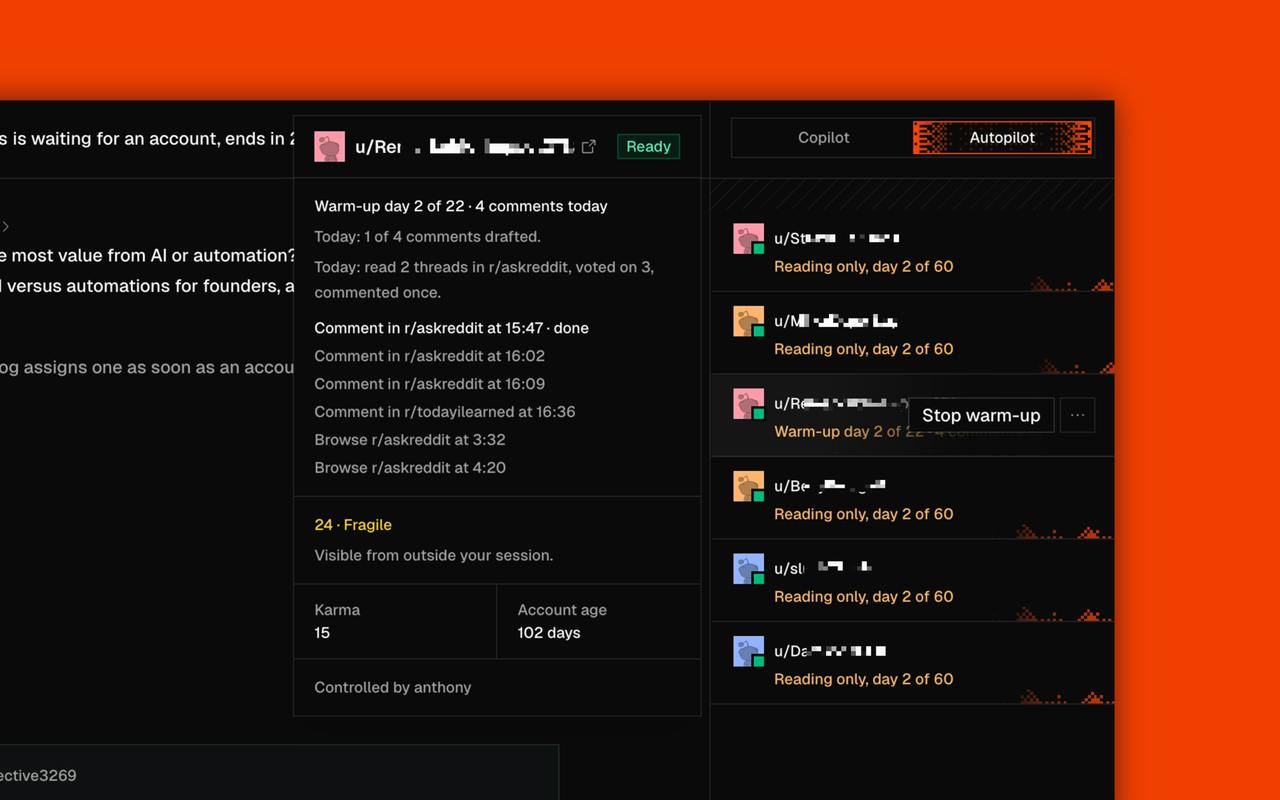 s is waiting for an account, ends in
e most value from AI or automation?
versus automations for founders, a
og assigns one as soon as an accou
ective3269
Ready
Warm-up day 2 of 22 · 4 comments today
Today: 1 of 4 comments drafted.
Today: read 2 threads in r/askreddit, voted on 3,
commented once.
Comment in r/askreddit at 15:47 · done
Comment in r/askreddit at 16:02
Comment in r/askreddit at 16:09
Comment in r/todayilearned at 16:36
Browse r/askreddit at 3:32
Browse r/askreddit at 4:20
24 · Fragile
Visible from outside your session.
Karma
15
Account age
102 days
Controlled by anthony
Copilot
Autopilot
u/St
Reading only, day 2 of 60
u/M
Reading only, day 2 of 60
u/Re
Warm-up day 2 of 22 · 4 comments
Stop warm-up
u/Be
Reading only, day 2 of 60
u/sl
Reading only, day 2 of 60
u/Da
Reading only, day 2 of 60